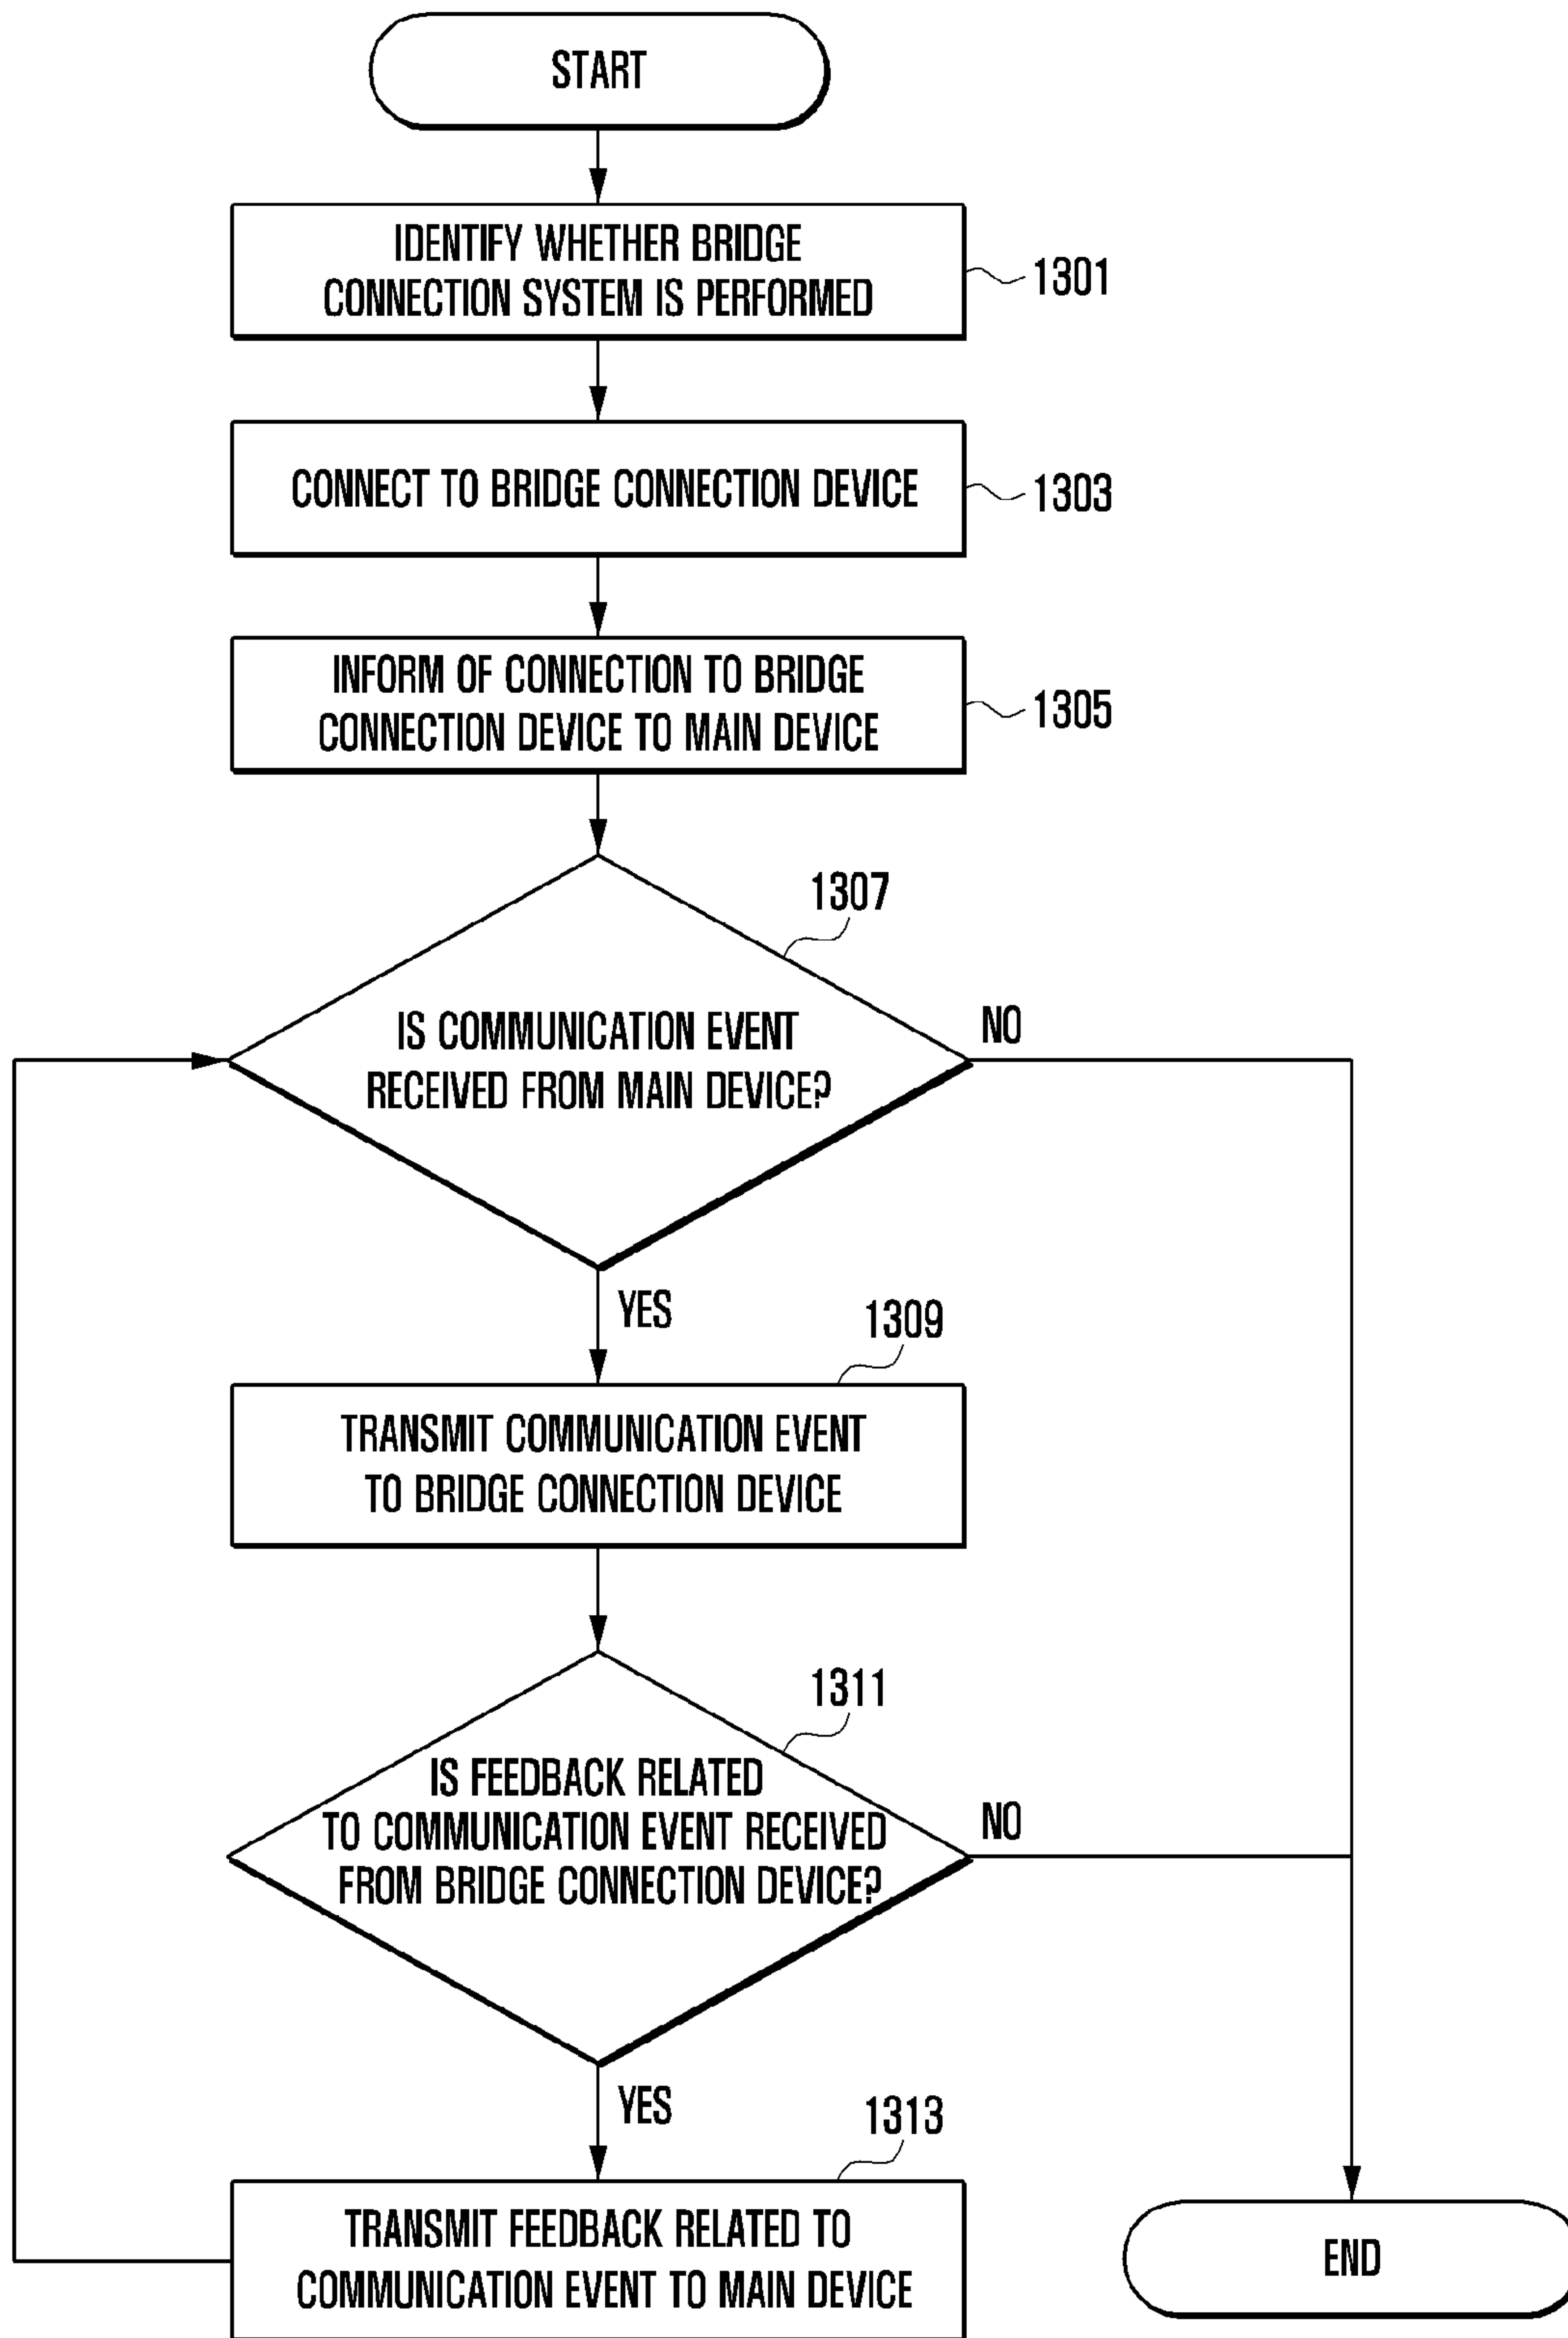 START
IDENTIFY WHETHER BRIDGE
CONNECTION SYSTEM IS PERFORMED
1301
CONNECT TO BRIDGE CONNECTION DEVICE
1303
INFORM OF CONNECTION TO BRIDGE
CONNECTION DEVICE TO MAIN DEVICE
1305
1307
IS COMMUNICATION EVENT
RECEIVED FROM MAIN DEVICE?
NO
YES
1309
TRANSMIT COMMUNICATION EVENT
TO BRIDGE CONNECTION DEVICE
1311
IS FEEDBACK RELATED
TO COMMUNICATION EVENT RECEIVED
FROM BRIDGE CONNECTION DEVICE?
NO
YES
1313
TRANSMIT FEEDBACK RELATED TO
COMMUNICATION EVENT TO MAIN DEVICE
END